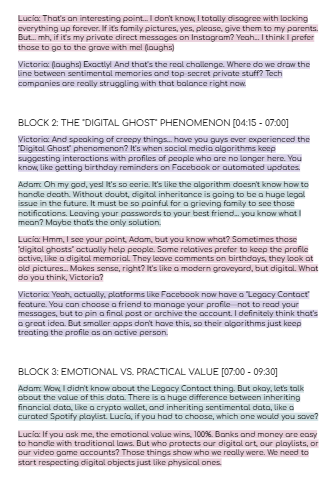 Lucía: That's an interesting point... I don't know, I totally disagree with locking
everything up forever. If it's family pictures, yes, please, give them to my parents.
But... mh, if it's my private direct messages on Instagram? Yeah... I think I prefer
those to go to the grave with me! (laughs)
Victoria: (laughs) Exactly! And that's the real challenge. Where do we draw the
line between sentimental memories and top-secret private stuff? Tech
companies are really struggling with that balance right now.
BLOCK 2: THE "DIGITAL GHOST" PHENOMENON [04:15 - 07:00]
Victoria: And speaking of creepy things... have you guys ever experienced the
"Digital Ghost" phenomenon? It's when social media algorithms keep
suggesting interactions with profiles of people who are no longer here. You
know, like getting birthday reminders on Facebook or automated updates.
Adam: Oh my god, yes! It's so eerie. It's like the algorithm doesn't know how to
handle death. Without doubt, digital inheritance is going to be a huge legal
issue in the future. It must be so painful for a grieving family to see those
notifications. Leaving your passwords to your best friend... you know what I
mean? Maybe that's the only solution.
Lucía: Hmm, I see your point, Adam, but you know what? Sometimes those
"digital ghosts" actually help people. Some relatives prefer to keep the profile
active, like a digital memorial. They leave comments on birthdays, they look at
old pictures... Makes sense, right? It's like a modern graveyard, but digital. What
do you think, Victoria?
Victoria: Yeah, actually, platforms like Facebook now have a "Legacy Contact"
feature. You can choose a friend to manage your profile—not to read your
messages, but to pin a final post or archive the account. I definitely think that's
a great idea. But smaller apps don't have this, so their algorithms just keep
treating the profile as an active person.
BLOCK 3: EMOTIONAL VS. PRACTICAL VALUE [07:00 - 09:30]
Adam: Wow, I didn't know about the Legacy Contact thing. But okay, let's talk
about the value of this data. There is a huge difference between inheriting
financial data, like a crypto wallet, and inheriting sentimental data, like a
curated Spotify playlist. Lucía, if you had to choose, which one would you save?
Lucía: If you ask me, the emotional value wins, 100%. Banks and money are easy
to handle with traditional laws. But who protects our digital art, our playlists, or
our video game accounts? Those things show who we really were. We need to
start respecting digital objects just like physical ones.